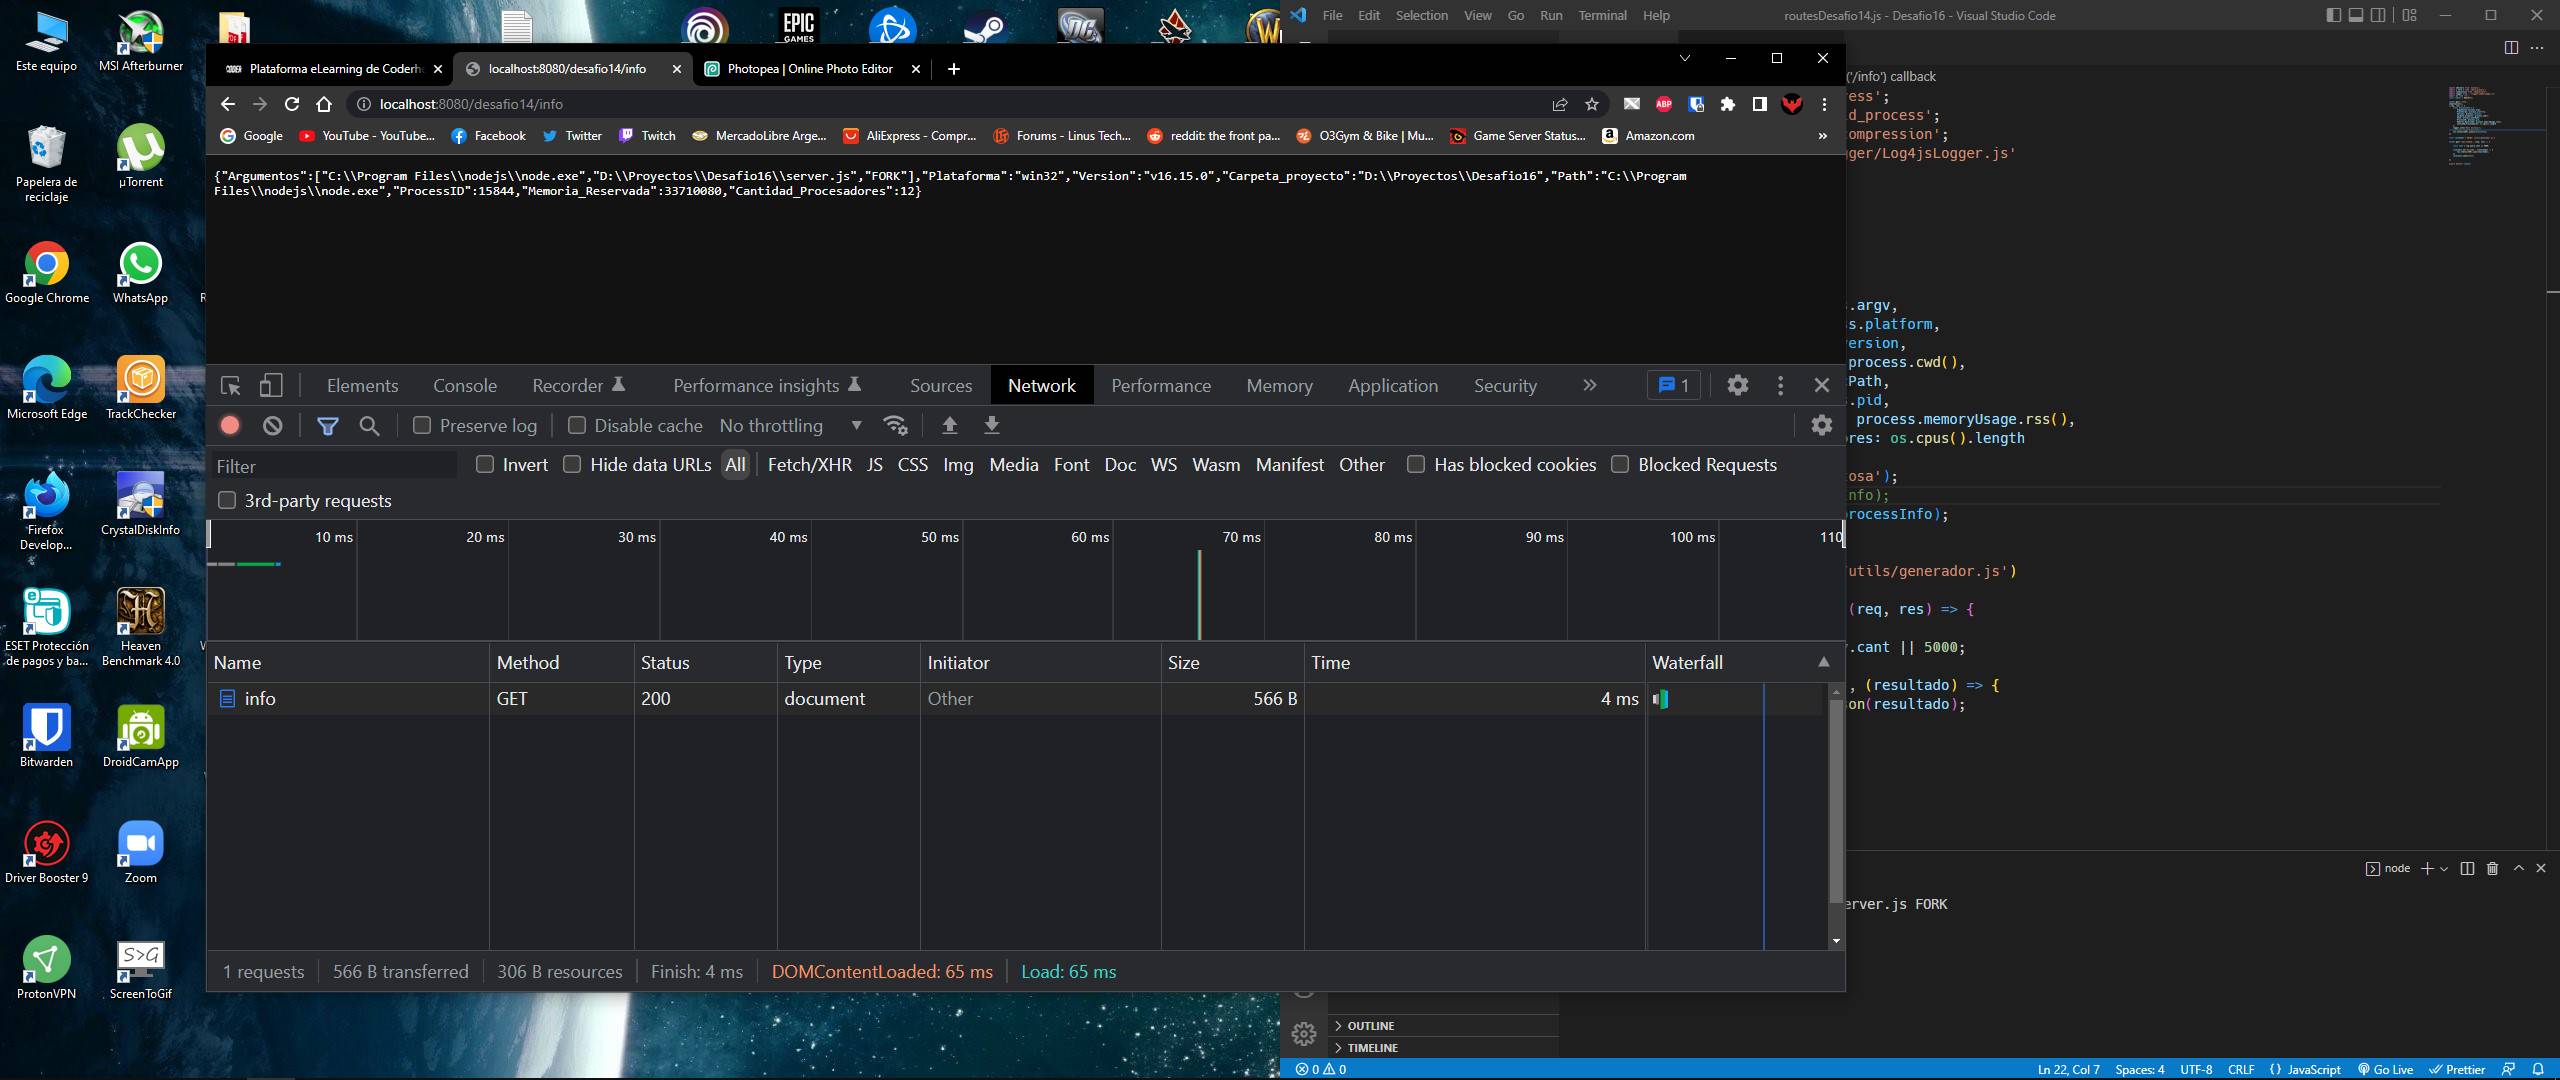 Este equipo
MSI Afterburner
Papelera de
reciclaje
µTorrent
Google Chrome
WhatsApp
Microsoft Edge
TrackChecker
Firefox
Develop...
CrystalDiskInfo
ESET Protección
de pagos y ba...
Heaven
Benchmark 4.0
Bitwarden
DroidCamApp
Driver Booster 9
Zoom
ProtonVPN
S>G
ScreenToGif
EPIC
GAMES
Plataforma eLearning de Coderh
localhost:8080/desafio14/info
Photopea | Online Photo Editor
localhost:8080/desafio14/info
ABP
Google
YouTube - YouTube...
Facebook
Twitter
Twitch
MercadoLibre Arge...
AliExpress - Compr...
Forums - Linus Tech...
reddit: the front pa...
O3Gym & Bike | Mu...
Game Server Status...
Amazon.com
{"Argumentos":["C:\\Program Files\\nodejs\\node.exe","D:\\Proyectos\\Desafio16\\server.js","FORK"],"Plataforma":"win32","Version":"v16.15.0","Carpeta_proyecto":"D:\\Proyectos\\Desafio16","Path":"C:\\Program
Files\\nodejs\\node.exe","ProcessID":15844,"Memoria_Reservada":33710080,"Cantidad_Procesadores":12}
Elements Console Recorder Performance insights Sources Network Performance Memory Application Security 1
Preserve log Disable cache No throttling
Filter Invert Hide data URLs All Fetch/XHR JS CSS Img Media Font Doc WS Wasm Manifest Other Has blocked cookies Blocked Requests
3rd-party requests
10 ms 20 ms 30 ms 40 ms 50 ms 60 ms 70 ms 80 ms 90 ms 100 ms 110
Name Method Status Type Initiator Size Time Waterfall
info GET 200 document Other 566 B 4 ms
1 requests 566 B transferred 306 B resources Finish: 4 ms DOMContentLoaded: 65 ms Load: 65 ms
File Edit Selection View Go Run Terminal Help
routesDesafio14.js - Desafio16 - Visual Studio Code
('/info') callback
ess';
d_process';
ompression';
ger/Log4jsLogger.js'
.argv,
s.platform,
ersion,
process.cwd(),
Path,
.pid,
process.memoryUsage.rss(),
res: os.cpus().length
osa');
nfo);
rocessInfo);
utils/generador.js')
(req, res) => {
.cant || 5000;
, (resultado) => {
on(resultado);
node
erver.js FORK
OUTLINE
TIMELINE
0 0
Ln 22, Col 7 Spaces: 4 UTF-8 CRLF {} JavaScript Go Live Prettier